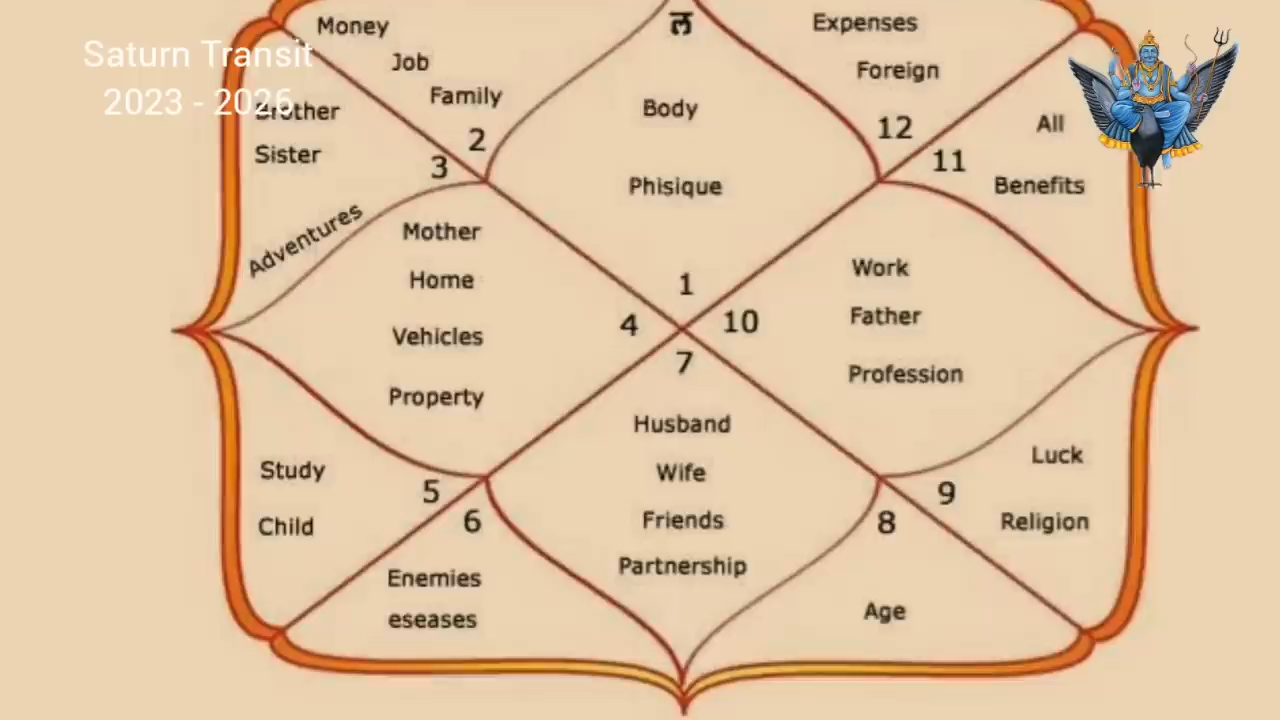 Saturn Transit
2023 - 2026
Money
Job
Family
2
Brother
Sister
Adventures
3
ल
Body
Phisique
1
Expenses
Foreign
12
All
Benefits
11
Mother
Home
Vehicles
Property
4
Work
Father
Profession
10
7
Husband
Wife
Friends
Partnership
Study
Child
5
6
Enemies
eseases
8
Age
9
Luck
Religion